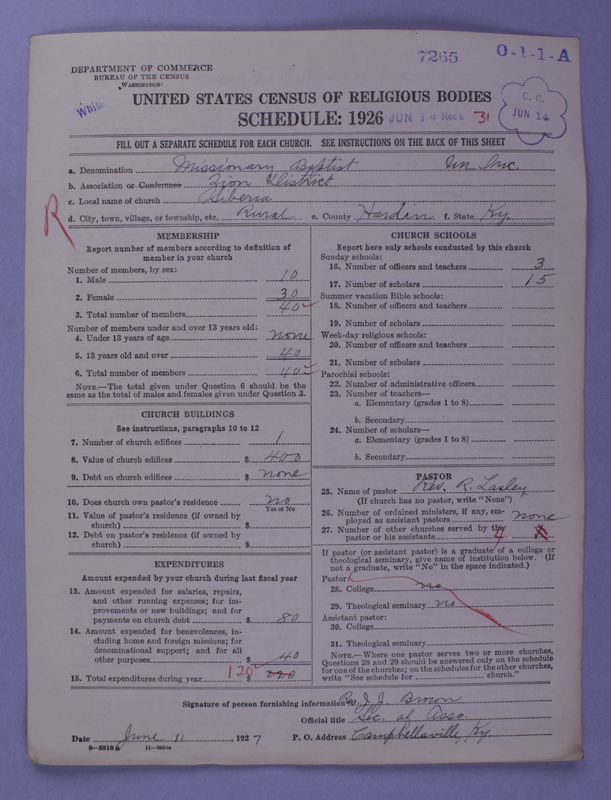 7265
O-1-1-A
DEPARTMENT OF COMMERCE
BUREAU OF THE CENSUS
WASHINGTON
White
UNITED STATES CENSUS OF RELIGIOUS BODIES
SCHEDULE: 1926
JUN 14 Rec'd
31
C. C.
JUN 14
FILL OUT A SEPARATE SCHEDULE FOR EACH CHURCH. SEE INSTRUCTIONS ON THE BACK OF THIS SHEET
a. Denomination Missionary Baptist Un Inc.
b. Association or Conference Zion District
c. Local name of church Siberia
d. City, town, village, or township, etc. Rural e. County Hardin f. State Ky.
R
MEMBERSHIP
Report number of members according to definition of
member in your church
Number of members, by sex:
1. Male 10
2. Female 30
3. Total number of members 40
Number of members under and over 13 years old:
4. Under 13 years of age none
5. 13 years old and over 40
6. Total number of members 40
NOTE.—The total given under Question 6 should be the
same as the total of males and females given under Question 3.
CHURCH BUILDINGS
See instructions, paragraphs 10 to 12
7. Number of church edifices 1
8. Value of church edifices $ 400
9. Debt on church edifices $ none
10. Does church own pastor's residence no
Yes or No
11. Value of pastor's residence (if owned by
church) $
12. Debt on pastor's residence (if owned by
church) $
EXPENDITURES
Amount expended by your church during last fiscal year
13. Amount expended for salaries, repairs,
and other running expenses; for im-
provements or new buildings; and for
payments on church debt $ 80
14. Amount expended for benevolences, in-
cluding home and foreign missions; for
denominational support; and for all
other purposes $ 40
15. Total expenditures during year $ 120 220
CHURCH SCHOOLS
Report here only schools conducted by this church
Sunday schools:
16. Number of officers and teachers 3
17. Number of scholars 15
Summer vacation Bible schools:
18. Number of officers and teachers
19. Number of scholars
Week-day religious schools:
20. Number of officers and teachers
21. Number of scholars
Parochial schools:
22. Number of administrative officers
23. Number of teachers—
a. Elementary (grades 1 to 8)
b. Secondary
24. Number of scholars—
a. Elementary (grades 1 to 8)
b. Secondary
PASTOR
25. Name of pastor Rev. R. Lasley
(If church has no pastor, write "None")
26. Number of ordained ministers, if any, em-
ployed as assistant pastors none
27. Number of other churches served by the
pastor or his assistants 4
If pastor (or assistant pastor) is a graduate of a college or
theological seminary, give name of institution below. (If
not a graduate, write "No" in the space indicated.)
Pastor:
28. College no
29. Theological seminary no
Assistant pastor:
30. College
31. Theological seminary
NOTE.—Where one pastor serves two or more churches,
Questions 28 and 29 should be answered only on the schedule
for one of the churches; on the schedules for the other churches,
write "See schedule for church."
Signature of person furnishing information Rev. J. J. Brown
Official title Sec. of Asso.
Date June 11, 1927 P. O. Address Campbellsville, Ky.